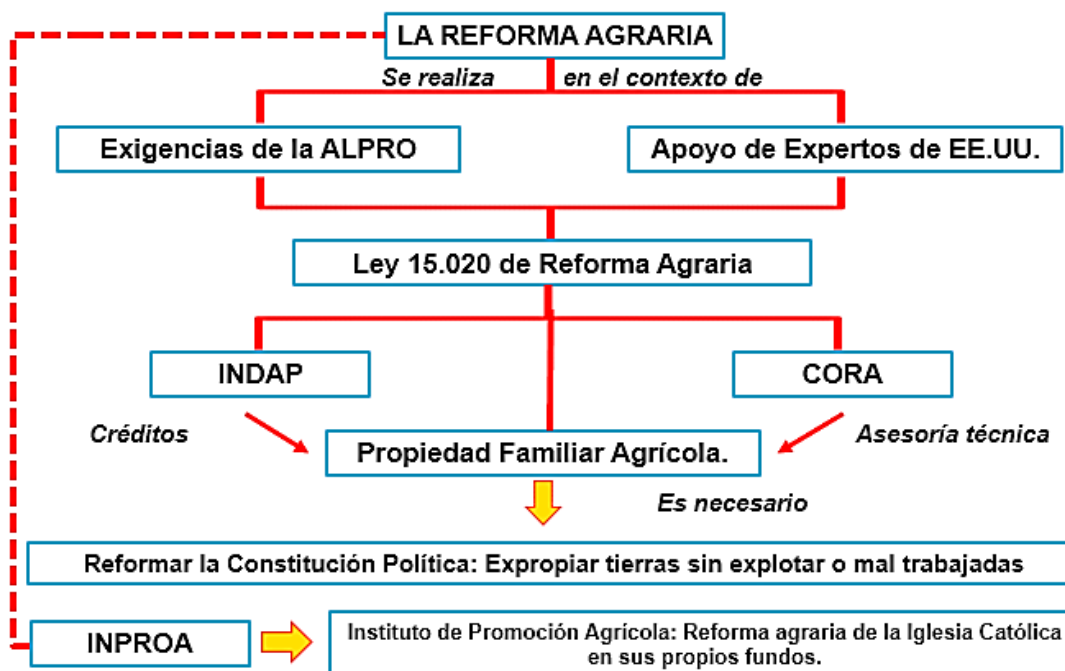 LA REFORMA AGRARIA
Se realiza en el contexto de
Exigencias de la ALPRO
Apoyo de Expertos de EE.UU.
Ley 15.020 de Reforma Agraria
INDAP
CORA
Créditos
Asesoría técnica
Propiedad Familiar Agrícola.
Es necesario
Reformar la Constitución Política: Expropiar tierras sin explotar o mal trabajadas
INPROA
Instituto de Promoción Agrícola: Reforma agraria de la Iglesia Católica
en sus propios fundos.